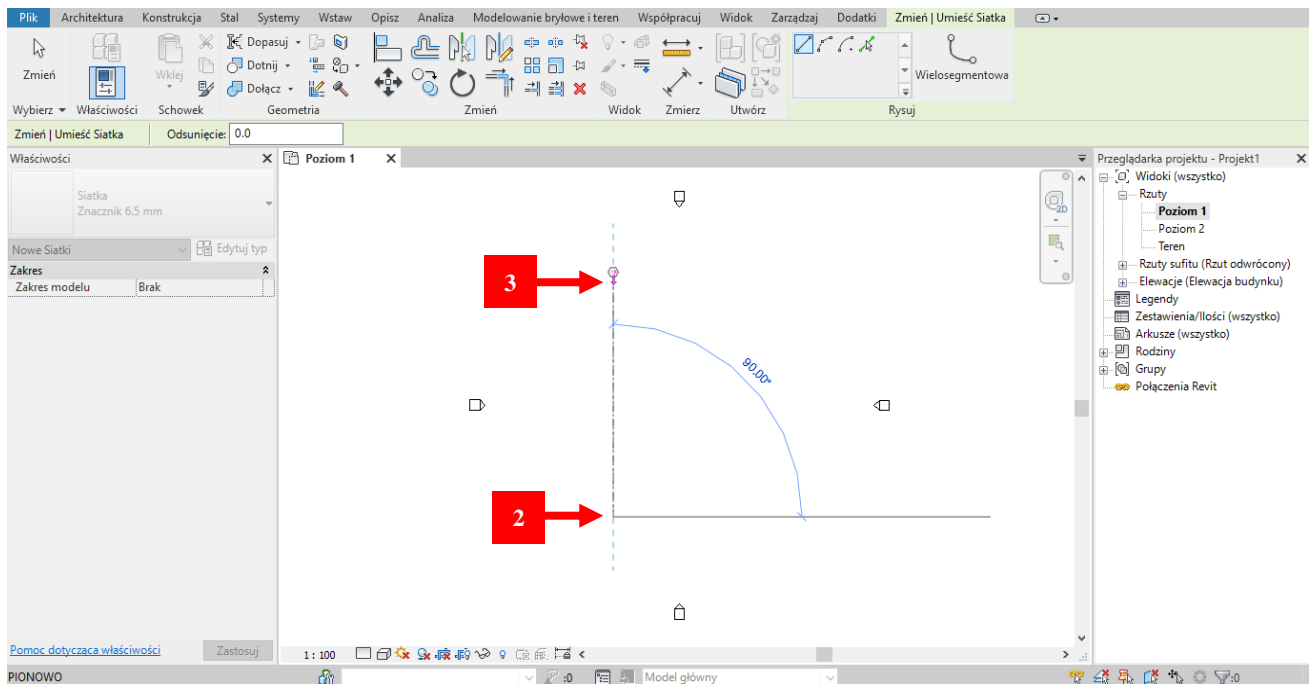 Plik Architektura Konstrukcja Stal Systemy Wstaw Opisz Analiza Modelowanie bryłowe i teren Współpracuj Widok Zarządzaj Dodatki Zmień | Umieść Siatka
Zmień
Wklej
Dopasuj
Dotnij
Dołącz
Wielosegmentowa
Wybierz Właściwości Schowek Geometria Zmień Widok Zmierz Utwórz Rysuj
Zmień | Umieść Siatka Odsunięcie: 0.0
Właściwości X
Poziom 1 X
Przeglądarka projektu - Projekt1 X
Siatka
Znacznik 6.5 mm
Nowe Siatki Edytuj typ
Zakres
Zakres modelu Brak
2D
3
90.00°
2
Widoki (wszystko)
Rzuty
Poziom 1
Poziom 2
Teren
Rzuty sufitu (Rzut odwrócony)
Elewacje (Elewacja budynku)
Legendy
Zestawienia/Ilości (wszystko)
Arkusze (wszystko)
Rodziny
Grupy
Połączenia Revit
Pomoc dotycząca właściwości Zastosuj
1 : 100
PIONOWO :0 Model główny :0